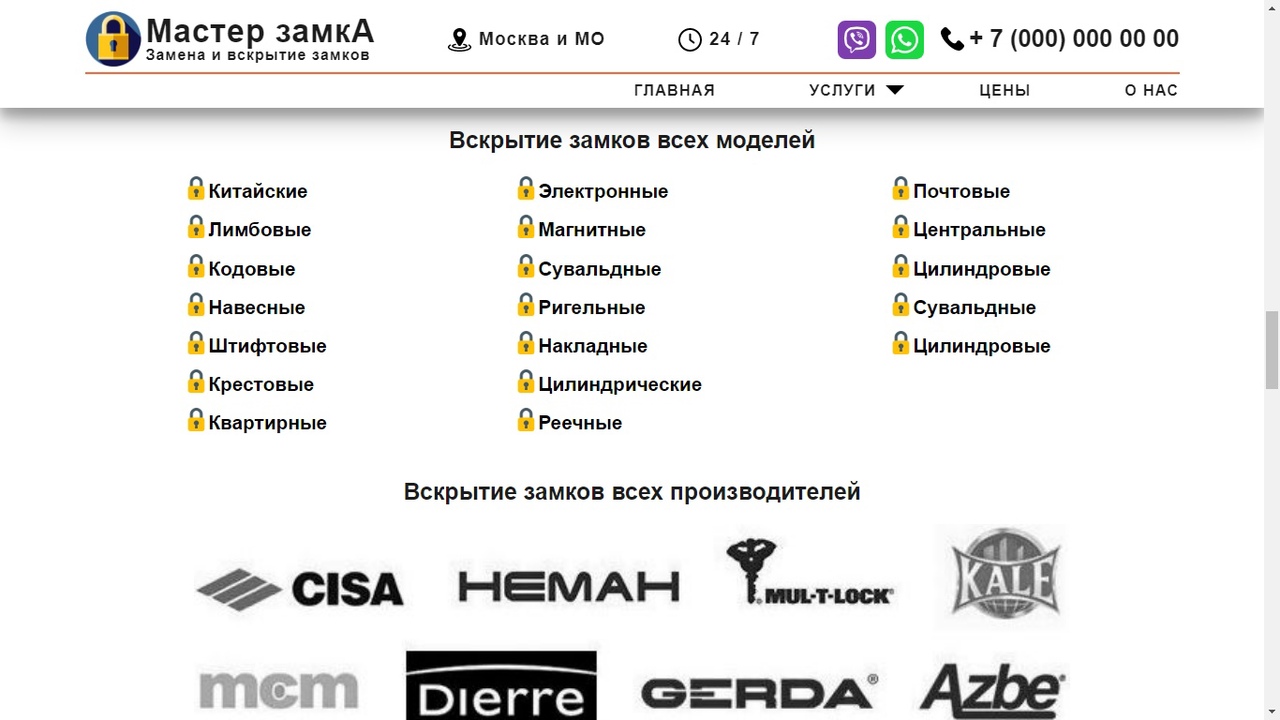 Мастер замкА
Замена и вскрытие замков
Москва и МО
24 / 7
+ 7 (000) 000 00 00
ГЛАВНАЯ
УСЛУГИ
ЦЕНЫ
О НАС
Вскрытие замков всех моделей
Китайские
Лимбовые
Кодовые
Навесные
Штифтовые
Крестовые
Квартирные
Электронные
Магнитные
Сувальдные
Ригельные
Накладные
Цилиндрические
Реечные
Почтовые
Центральные
Цилиндровые
Сувальдные
Цилиндровые
Вскрытие замков всех производителей
CISA
НЕМАН
MUL-T-LOCK®
KALE
mcm
Dierre
GERDA®
Azbe®